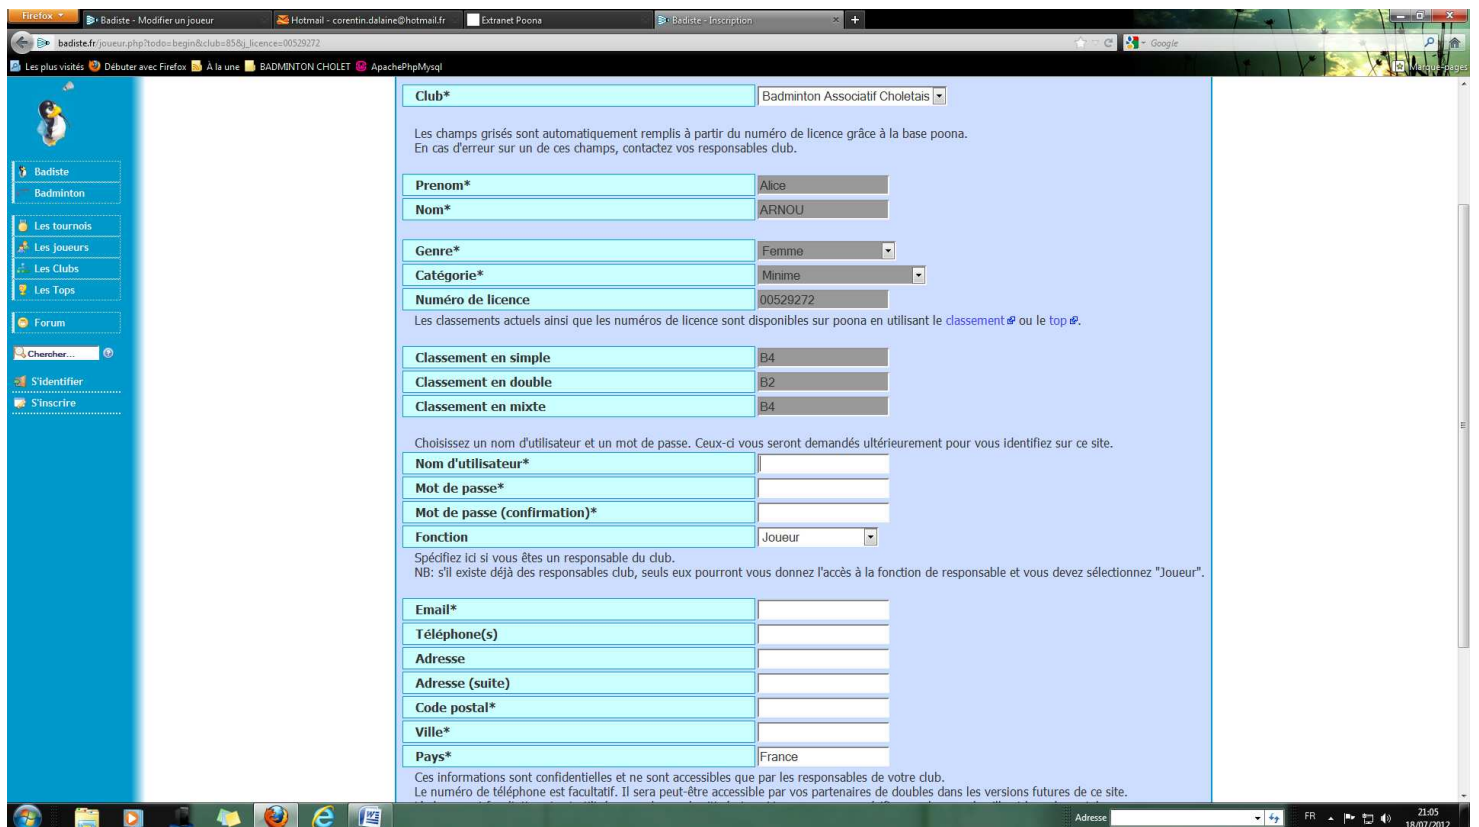 Firefox
Badiste - Modifier un joueur
Hotmail - corentin.dalaine@hotmail.fr
Extranet Poona
Badiste - Inscription
badiste.fr/joueur.php?todo=begin&club=85&j_licence=00529272
Google
Les plus visités Débuter avec Firefox À la une BADMINTON CHOLET ApachePhpMysql
Marque-pages
Badiste
Badminton
Les tournois
Les joueurs
Les Clubs
Les Tops
Forum
Chercher...
S'identifier
S'inscrire
Club* Badminton Associatif Choletais
Les champs grisés sont automatiquement remplis à partir du numéro de licence grâce à la base poona.
En cas d'erreur sur un de ces champs, contactez vos responsables club.
Prenom* Alice
Nom* ARNOU
Genre* Femme
Catégorie* Minime
Numéro de licence 00529272
Les classements actuels ainsi que les numéros de licence sont disponibles sur poona en utilisant le classement ou le top.
Classement en simple B4
Classement en double B2
Classement en mixte B4
Choisissez un nom d'utilisateur et un mot de passe. Ceux-ci vous seront demandés ultérieurement pour vous identifiez sur ce site.
Nom d'utilisateur*
Mot de passe*
Mot de passe (confirmation)*
Fonction Joueur
Spécifiez ici si vous êtes un responsable du club.
NB: s'il existe déjà des responsables club, seuls eux pourront vous donnez l'accès à la fonction de responsable et vous devez sélectionnez "Joueur".
Email*
Téléphone(s)
Adresse
Adresse (suite)
Code postal*
Ville*
Pays* France
Ces informations sont confidentielles et ne sont accessibles que par les responsables de votre club.
Le numéro de téléphone est facultatif. Il sera peut-être accessible par vos partenaires de doubles dans les versions futures de ce site.
Adresse
FR
21:05
18/07/2012